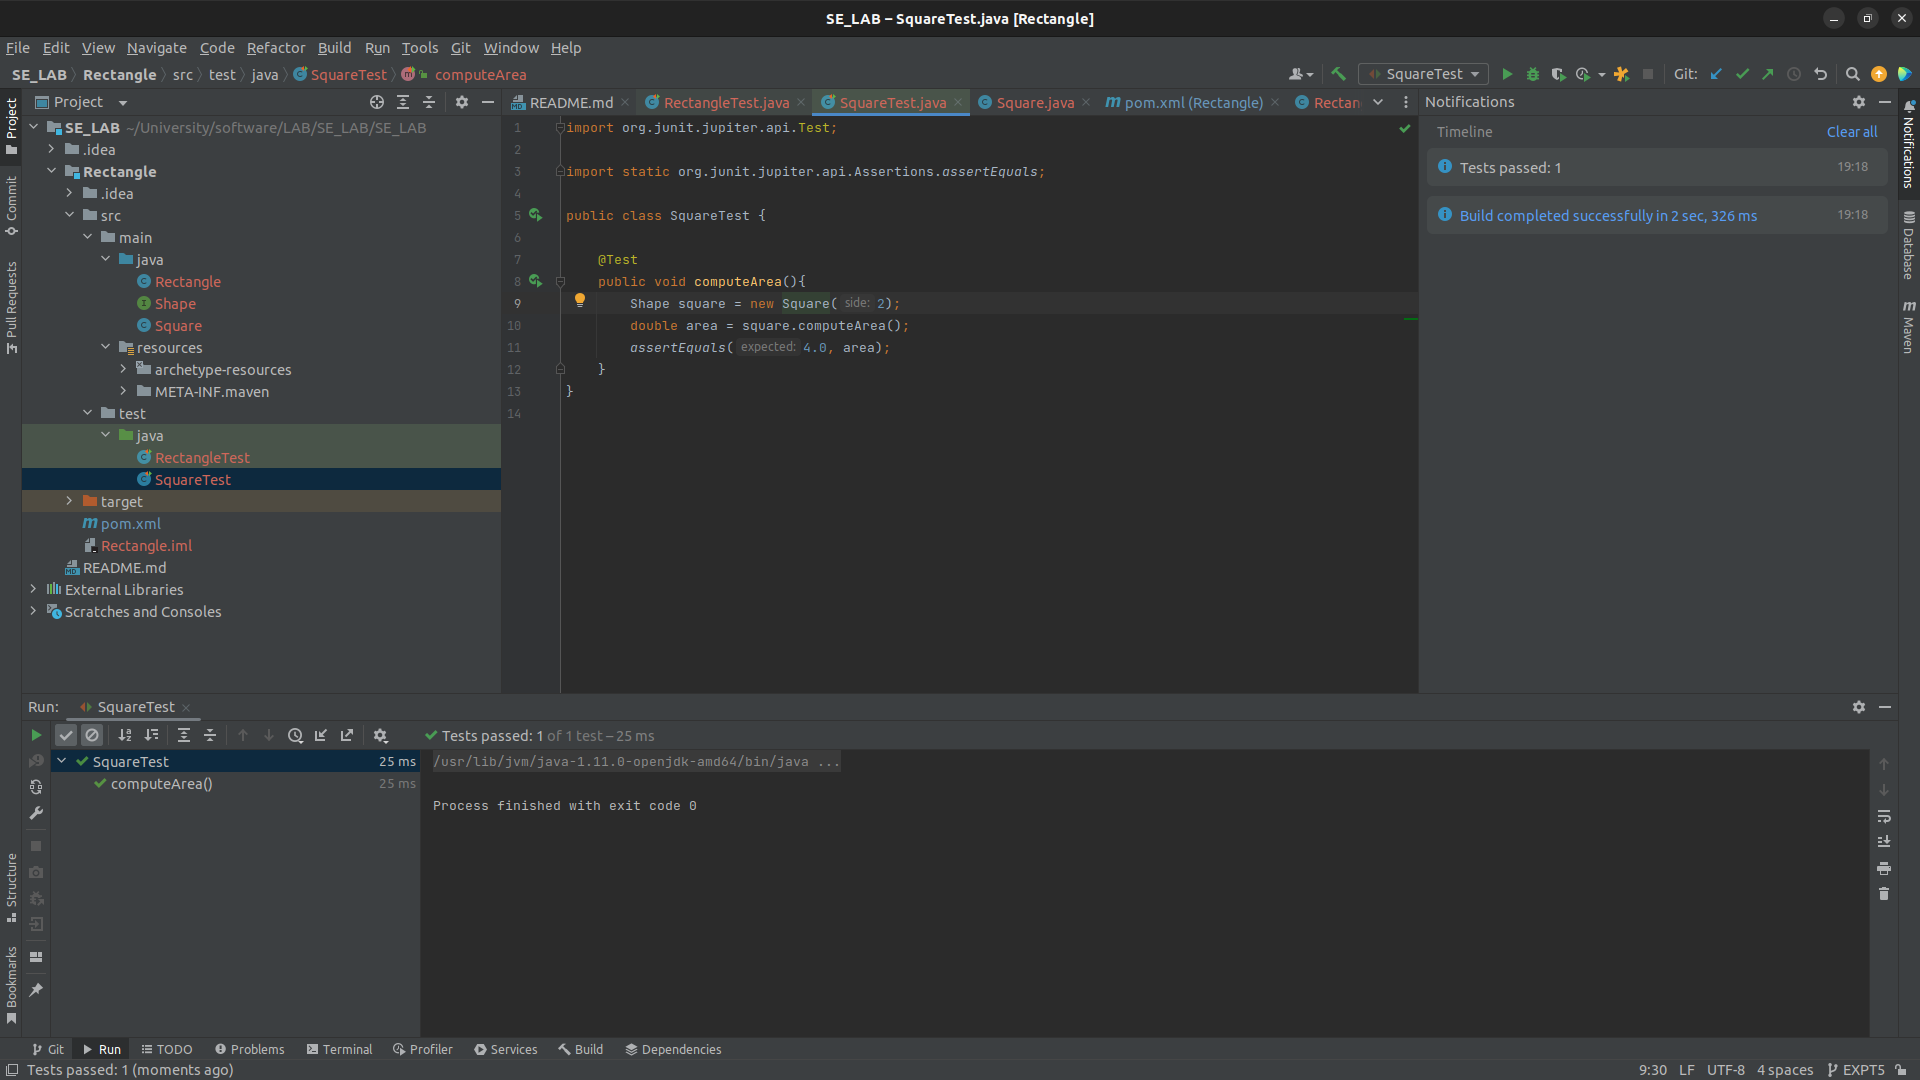 SE_LAB – SquareTest.java [Rectangle]
File Edit View Navigate Code Refactor Build Run Tools Git Window Help
SE_LAB Rectangle src test java SquareTest computeArea
SquareTest Git:
Project
README.md RectangleTest.java SquareTest.java Square.java pom.xml (Rectangle) Rectan
Notifications
Project
Commit
Pull Requests
Structure
Bookmarks
SE_LAB ~/University/software/LAB/SE_LAB/SE_LAB
.idea
Rectangle
.idea
src
main
java
Rectangle
Shape
Square
resources
archetype-resources
META-INF.maven
test
java
RectangleTest
SquareTest
target
pom.xml
Rectangle.iml
README.md
External Libraries
Scratches and Consoles
1 import org.junit.jupiter.api.Test;
2
3 import static org.junit.jupiter.api.Assertions.assertEquals;
4
5 public class SquareTest {
6
7 @Test
8 public void computeArea(){
9 Shape square = new Square( side: 2);
10 double area = square.computeArea();
11 assertEquals( expected: 4.0, area);
12 }
13 }
14
Timeline Clear all
Tests passed: 1 19:18
Build completed successfully in 2 sec, 326 ms 19:18
Notifications
Database
Maven
Run: SquareTest
Tests passed: 1 of 1 test – 25 ms
SquareTest 25 ms
computeArea() 25 ms
/usr/lib/jvm/java-1.11.0-openjdk-amd64/bin/java ...
Process finished with exit code 0
Git Run TODO Problems Terminal Profiler Services Build Dependencies
Tests passed: 1 (moments ago)
9:30 LF UTF-8 4 spaces EXPT5